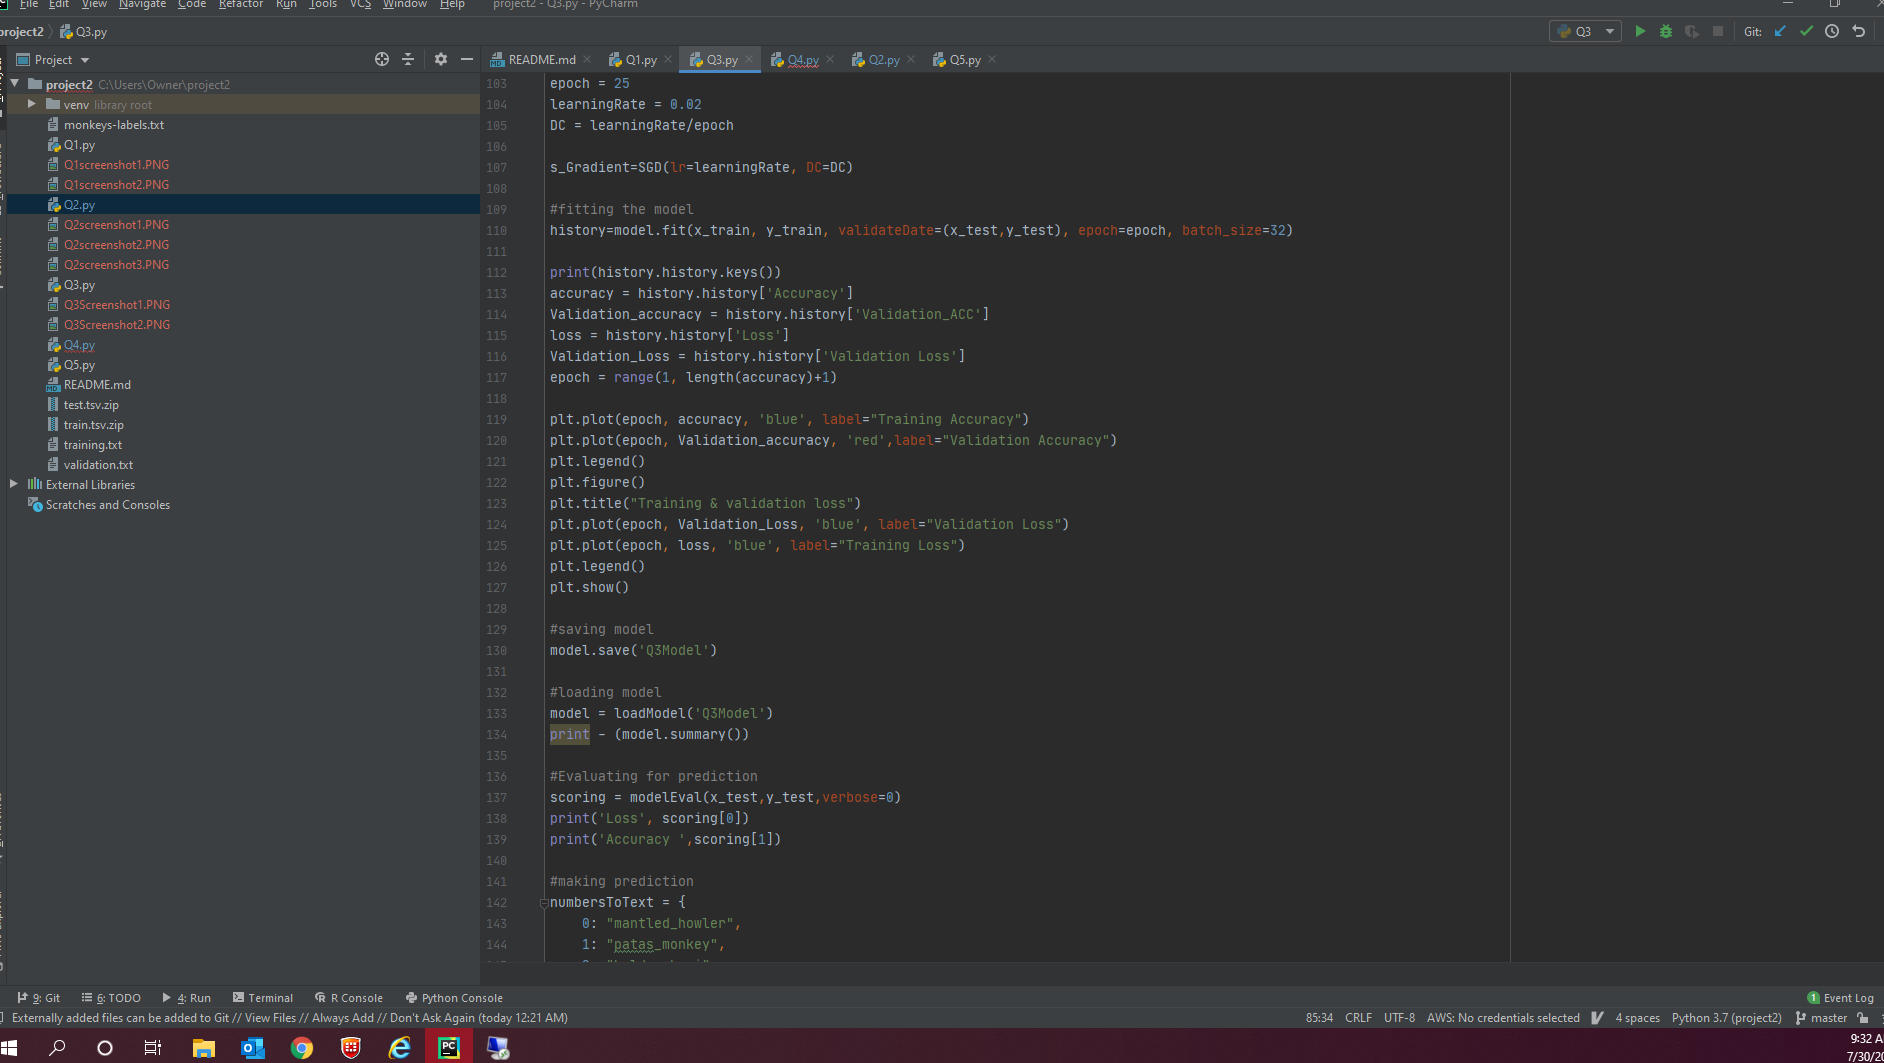 File Edit View Navigate Code Refactor Run Tools VCS Window Help project2 - Q3.py - PyCharm
project2 Q3.py Q3 Git:
Project README.md Q1.py Q3.py Q4.py Q2.py Q5.py
project2 C:\Users\Owner\project2
venv library root
monkeys-labels.txt
Q1.py
Q1screenshot1.PNG
Q1screenshot2.PNG
Q2.py
Q2screenshot1.PNG
Q2screenshot2.PNG
Q2screenshot3.PNG
Q3.py
Q3Screenshot1.PNG
Q3Screenshot2.PNG
Q4.py
Q5.py
README.md
test.tsv.zip
train.tsv.zip
training.txt
validation.txt
External Libraries
Scratches and Consoles
103 epoch = 25
104 learningRate = 0.02
105 DC = learningRate/epoch
106
107 s_Gradient=SGD(lr=learningRate, DC=DC)
108
109 #fitting the model
110 history=model.fit(x_train, y_train, validateDate=(x_test,y_test), epoch=epoch, batch_size=32)
111
112 print(history.history.keys())
113 accuracy = history.history['Accuracy']
114 Validation_accuracy = history.history['Validation_ACC']
115 loss = history.history['Loss']
116 Validation_Loss = history.history['Validation Loss']
117 epoch = range(1, length(accuracy)+1)
118
119 plt.plot(epoch, accuracy, 'blue', label="Training Accuracy")
120 plt.plot(epoch, Validation_accuracy, 'red',label="Validation Accuracy")
121 plt.legend()
122 plt.figure()
123 plt.title("Training & validation loss")
124 plt.plot(epoch, Validation_Loss, 'blue', label="Validation Loss")
125 plt.plot(epoch, loss, 'blue', label="Training Loss")
126 plt.legend()
127 plt.show()
128
129 #saving model
130 model.save('Q3Model')
131
132 #loading model
133 model = loadModel('Q3Model')
134 print - (model.summary())
135
136 #Evaluating for prediction
137 scoring = modelEval(x_test,y_test,verbose=0)
138 print('Loss', scoring[0])
139 print('Accuracy ',scoring[1])
140
141 #making prediction
142 numbersToText = {
143 0: "mantled_howler",
144 1: "patas_monkey",
9: Git 6: TODO 4: Run Terminal R Console Python Console 1 Event Log
Externally added files can be added to Git // View Files // Always Add // Don't Ask Again (today 12:21 AM) 85:34 CRLF UTF-8 AWS: No credentials selected 4 spaces Python 3.7 (project2) master
PC
9:32 A
7/30/20